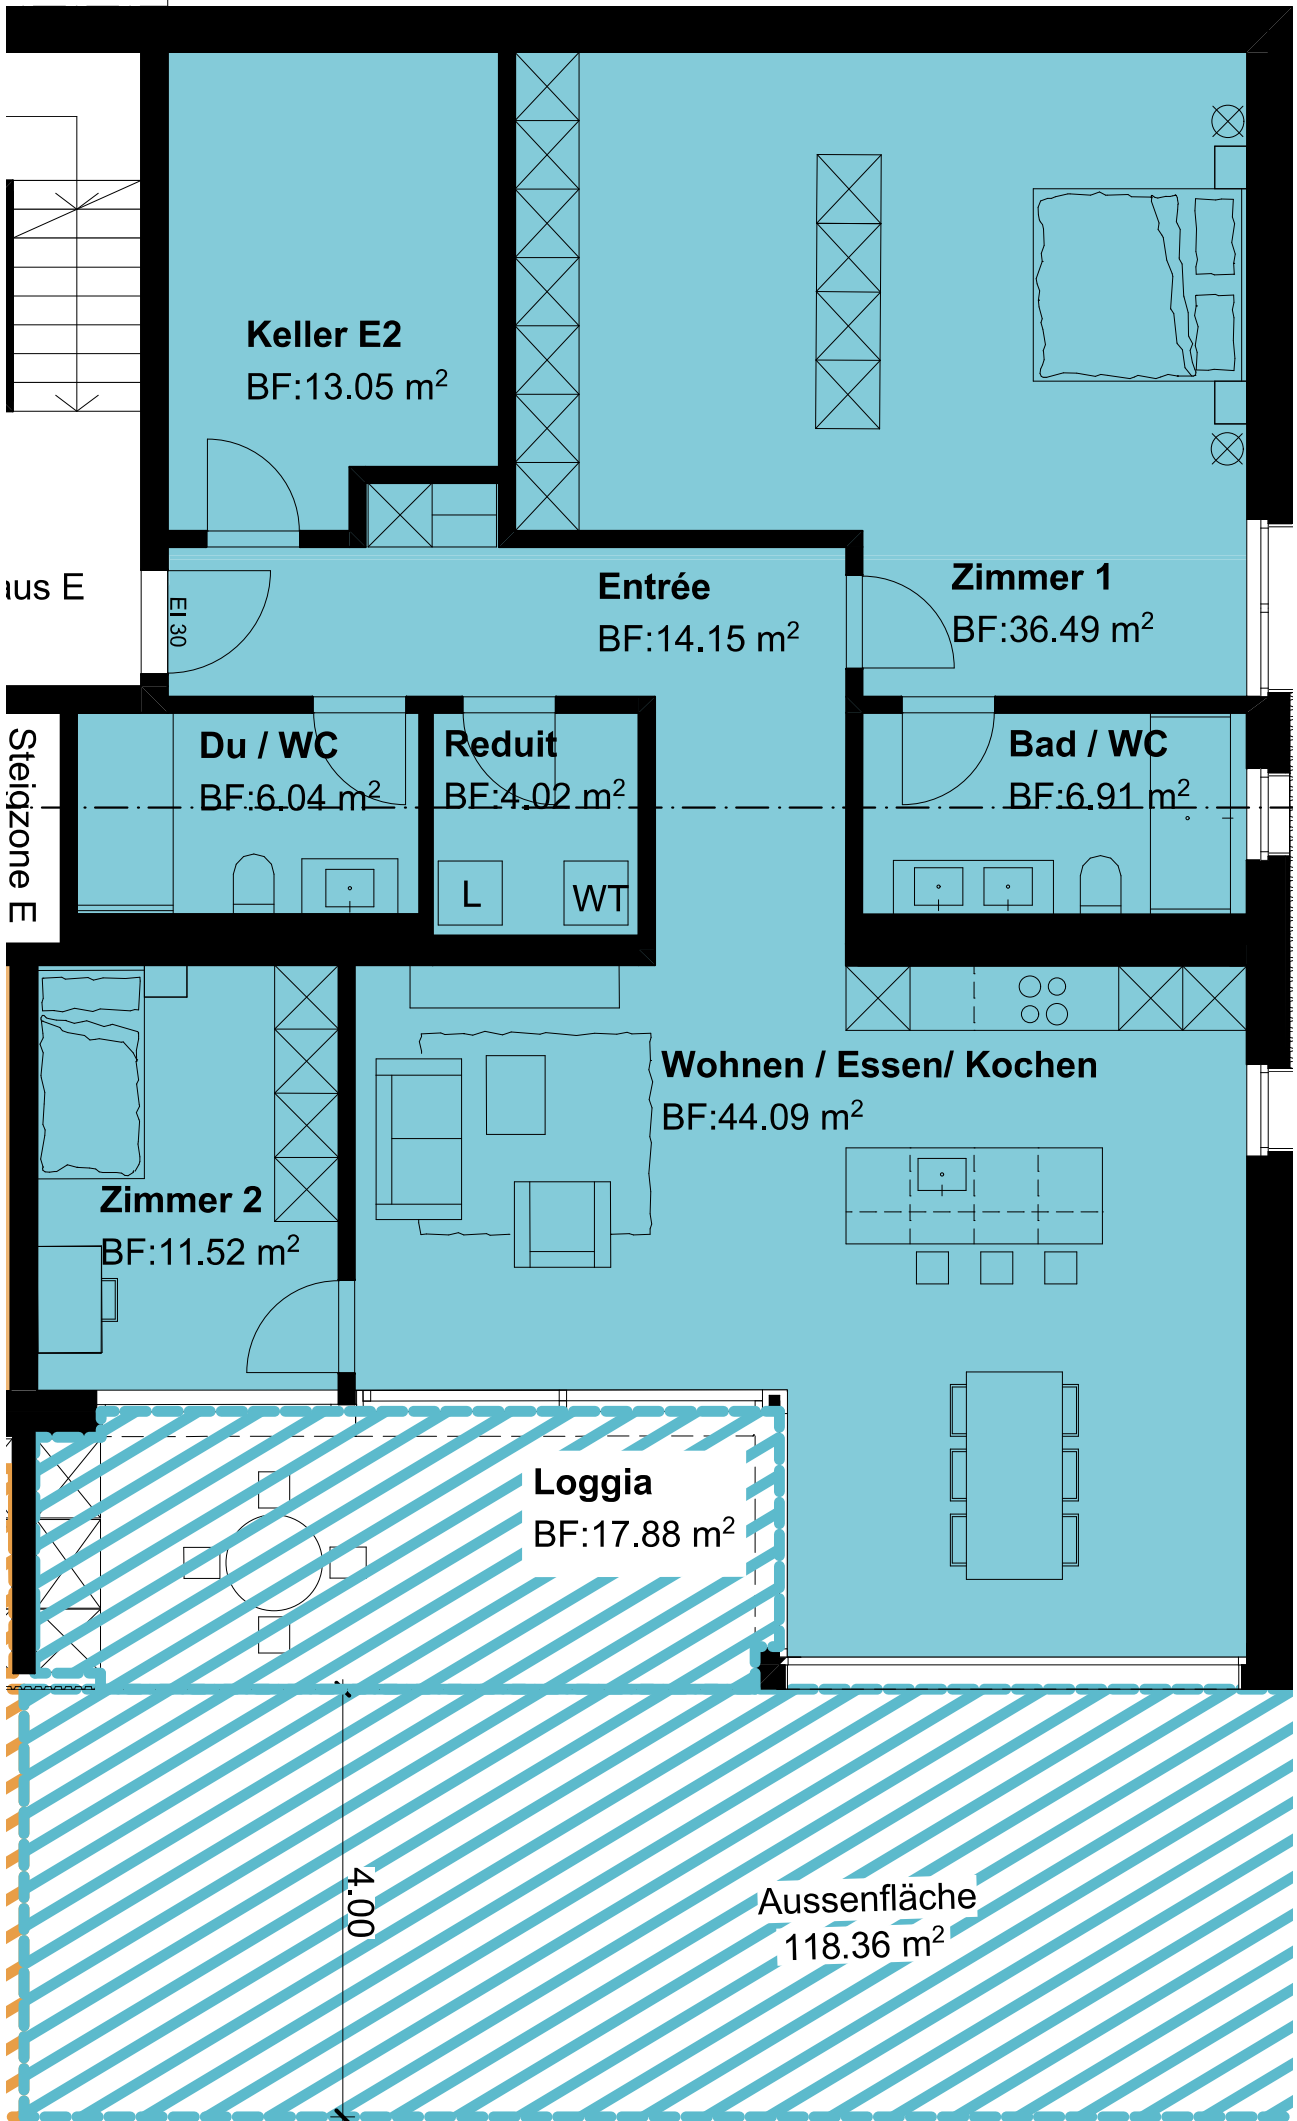 Keller E2
BF:13.05 m²
aus E
EI 30
Entrée
BF:14.15 m²
Zimmer 1
BF:36.49 m²
Steigzone E
Du / WC
BF:6.04 m²
Reduit
BF:4.02 m²
Bad / WC
BF:6.91 m²
L
WT
Wohnen / Essen/ Kochen
BF:44.09 m²
Zimmer 2
BF:11.52 m²
Loggia
BF:17.88 m²
4.00
Aussenfläche
118.36 m²